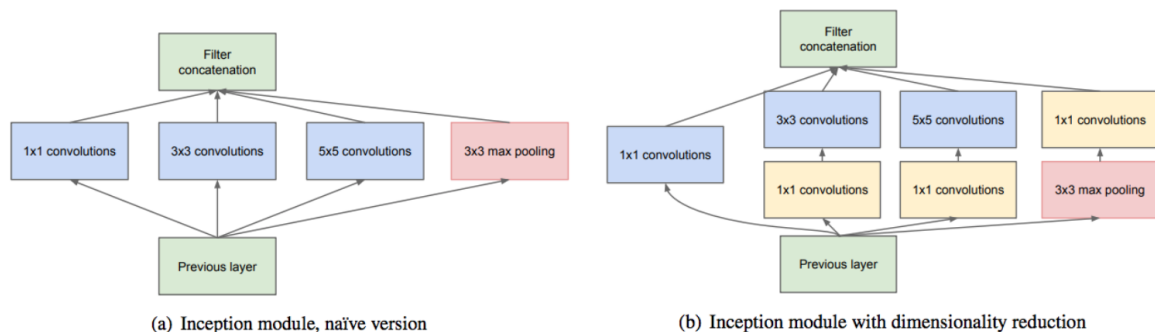 Filter
concatenation
1x1 convolutions
3x3 convolutions
5x5 convolutions
3x3 max pooling
Previous layer
(a) Inception module, naïve version
Filter
concatenation
3x3 convolutions
5x5 convolutions
1x1 convolutions
1x1 convolutions
1x1 convolutions
1x1 convolutions
3x3 max pooling
Previous layer
(b) Inception module with dimensionality reduction